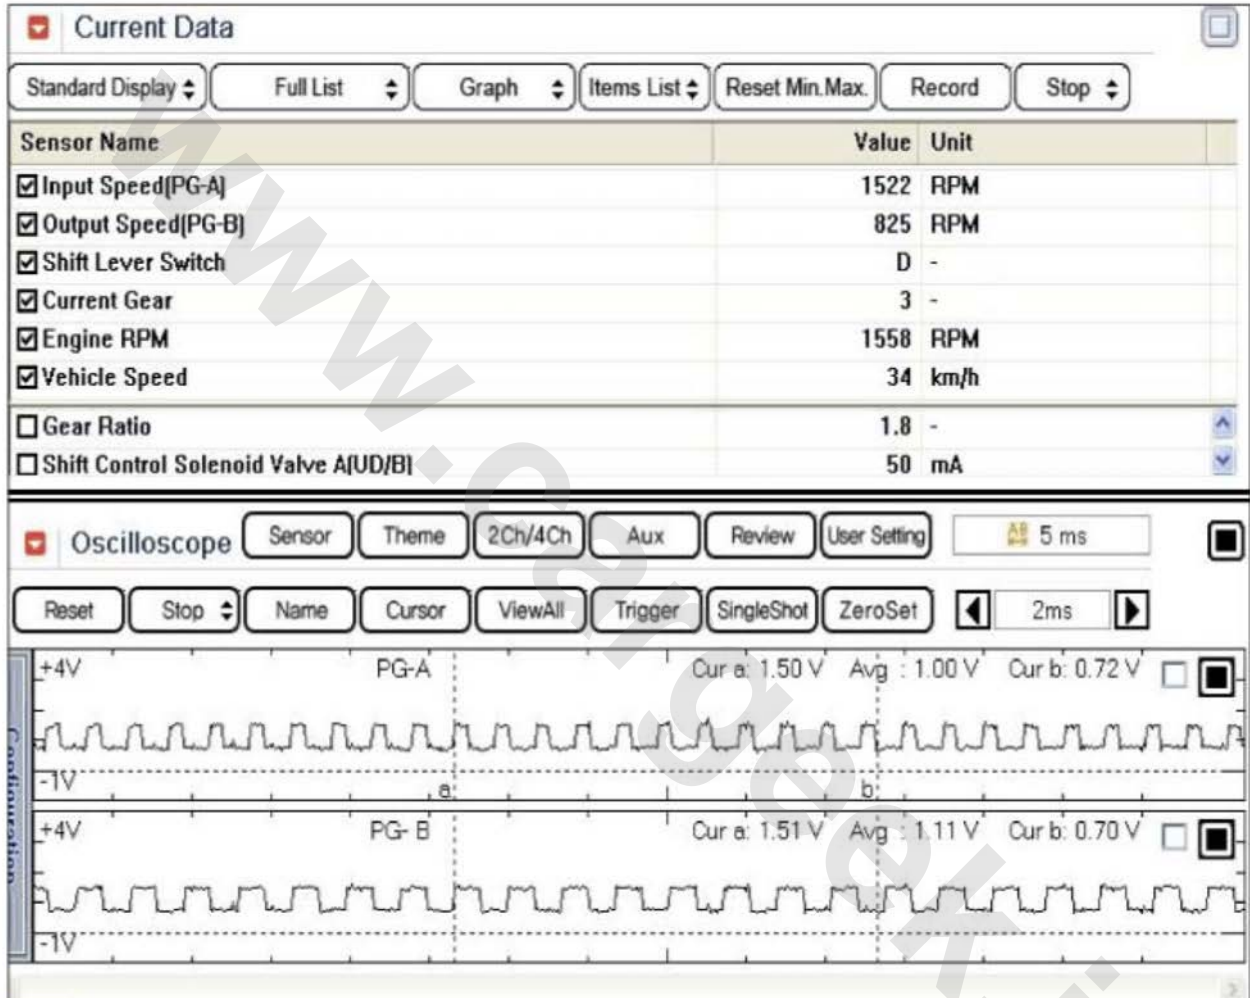 Current Data
Standard Display Full List Graph Items List Reset Min.Max. Record Stop
Sensor Name Value Unit
Input Speed(PG-A) 1522 RPM
Output Speed(PG-B) 825 RPM
Shift Lever Switch D -
Current Gear 3 -
Engine RPM 1558 RPM
Vehicle Speed 34 km/h
Gear Ratio 1.8 -
Shift Control Solenoid Valve A(UD/B) 50 mA
Oscilloscope Sensor Theme 2Ch/4Ch Aux Review User Setting AB 5 ms
Reset Stop Name Cursor ViewAll Trigger SingleShot ZeroSet 2ms
Configuration
+4V PG-A Cur a: 1.50 V Avg : 1.00 V Cur b: 0.72 V
-1V a b
+4V PG- B Cur a: 1.51 V Avg : 1.11 V Cur b: 0.70 V
-1V